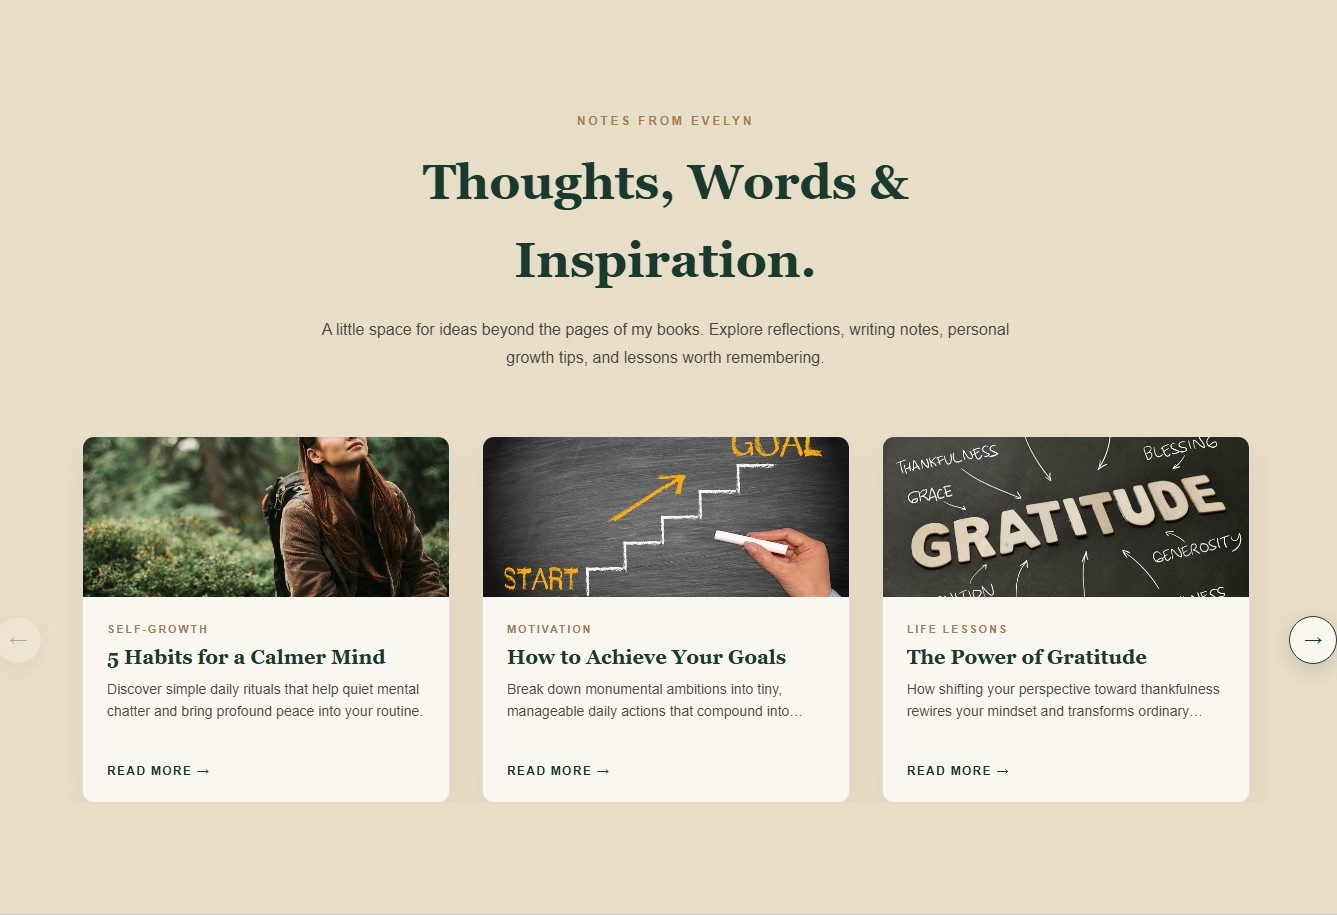 NOTES FROM EVELYN
Thoughts, Words &
Inspiration.
A little space for ideas beyond the pages of my books. Explore reflections, writing notes, personal
growth tips, and lessons worth remembering.
GOAL
START
THANKFULNESS
BLESSING
GRACE
GRATITUDE
GENEROSITY
←
→
SELF-GROWTH
5 Habits for a Calmer Mind
Discover simple daily rituals that help quiet mental
chatter and bring profound peace into your routine.
READ MORE →
MOTIVATION
How to Achieve Your Goals
Break down monumental ambitions into tiny,
manageable daily actions that compound into…
READ MORE →
LIFE LESSONS
The Power of Gratitude
How shifting your perspective toward thankfulness
rewires your mindset and transforms ordinary…
READ MORE →